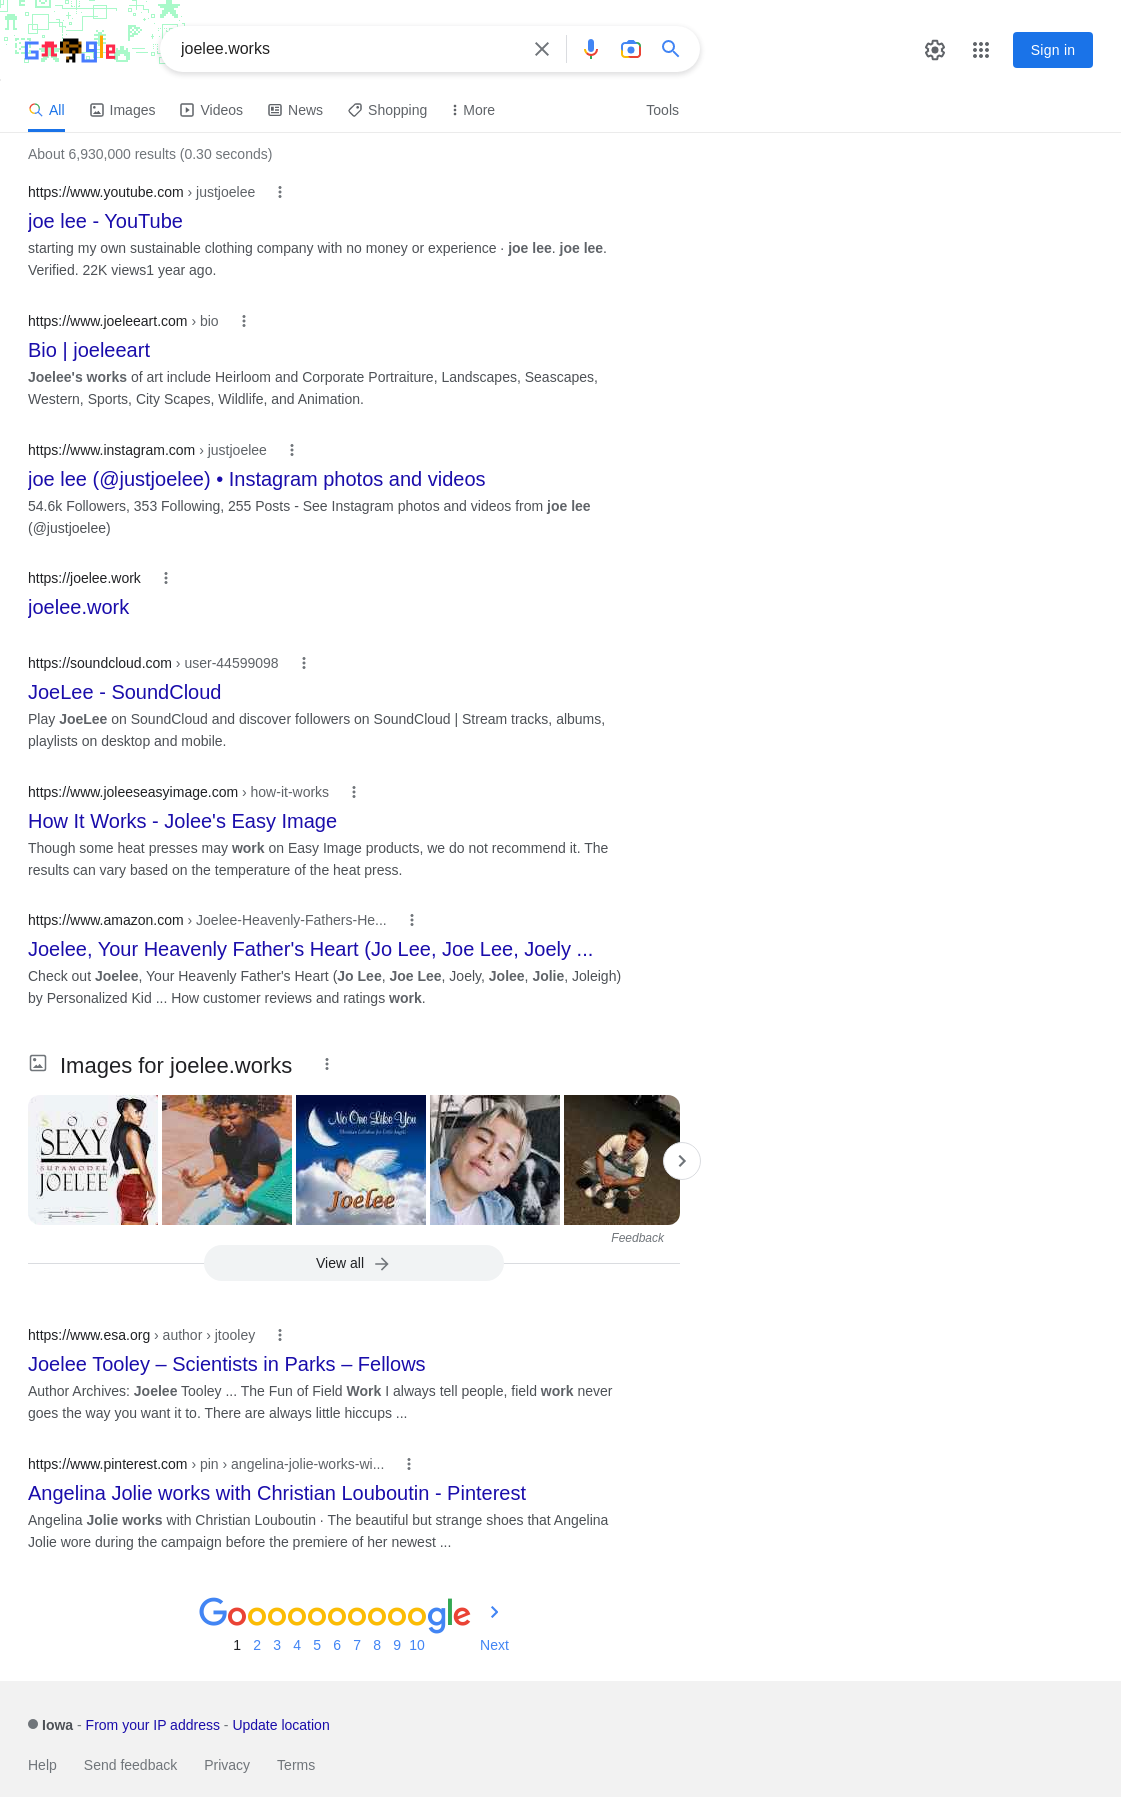 joelee.works
Sign in
All Images Videos News Shopping More Tools
About 6,930,000 results (0.30 seconds)
https://www.youtube.com › justjoelee
joe lee - YouTube
starting my own sustainable clothing company with no money or experience · joe lee. joe lee.
Verified. 22K views1 year ago.
https://www.joeleeart.com › bio
Bio | joeleeart
Joelee's works of art include Heirloom and Corporate Portraiture, Landscapes, Seascapes,
Western, Sports, City Scapes, Wildlife, and Animation.
https://www.instagram.com › justjoelee
joe lee (@justjoelee) • Instagram photos and videos
54.6k Followers, 353 Following, 255 Posts - See Instagram photos and videos from joe lee
(@justjoelee)
https://joelee.work
joelee.work
https://soundcloud.com › user-44599098
JoeLee - SoundCloud
Play JoeLee on SoundCloud and discover followers on SoundCloud | Stream tracks, albums,
playlists on desktop and mobile.
https://www.joleeseasyimage.com › how-it-works
How It Works - Jolee's Easy Image
Though some heat presses may work on Easy Image products, we do not recommend it. The
results can vary based on the temperature of the heat press.
https://www.amazon.com › Joelee-Heavenly-Fathers-He...
Joelee, Your Heavenly Father's Heart (Jo Lee, Joe Lee, Joely ...
Check out Joelee, Your Heavenly Father's Heart (Jo Lee, Joe Lee, Joely, Jolee, Jolie, Joleigh)
by Personalized Kid ... How customer reviews and ratings work.
Images for joelee.works
SOO
SEXY
SUPAMODEL
JOELEE
No One Like You
Christian Lullabies for Little Angels
Joelee
Feedback
View all
https://www.esa.org › author › jtooley
Joelee Tooley – Scientists in Parks – Fellows
Author Archives: Joelee Tooley ... The Fun of Field Work I always tell people, field work never
goes the way you want it to. There are always little hiccups ...
https://www.pinterest.com › pin › angelina-jolie-works-wi...
Angelina Jolie works with Christian Louboutin - Pinterest
Angelina Jolie works with Christian Louboutin · The beautiful but strange shoes that Angelina
Jolie wore during the campaign before the premiere of her newest ...
Goooooooooogle
1 2 3 4 5 6 7 8 9 10 Next
Iowa - From your IP address - Update location
Help Send feedback Privacy Terms